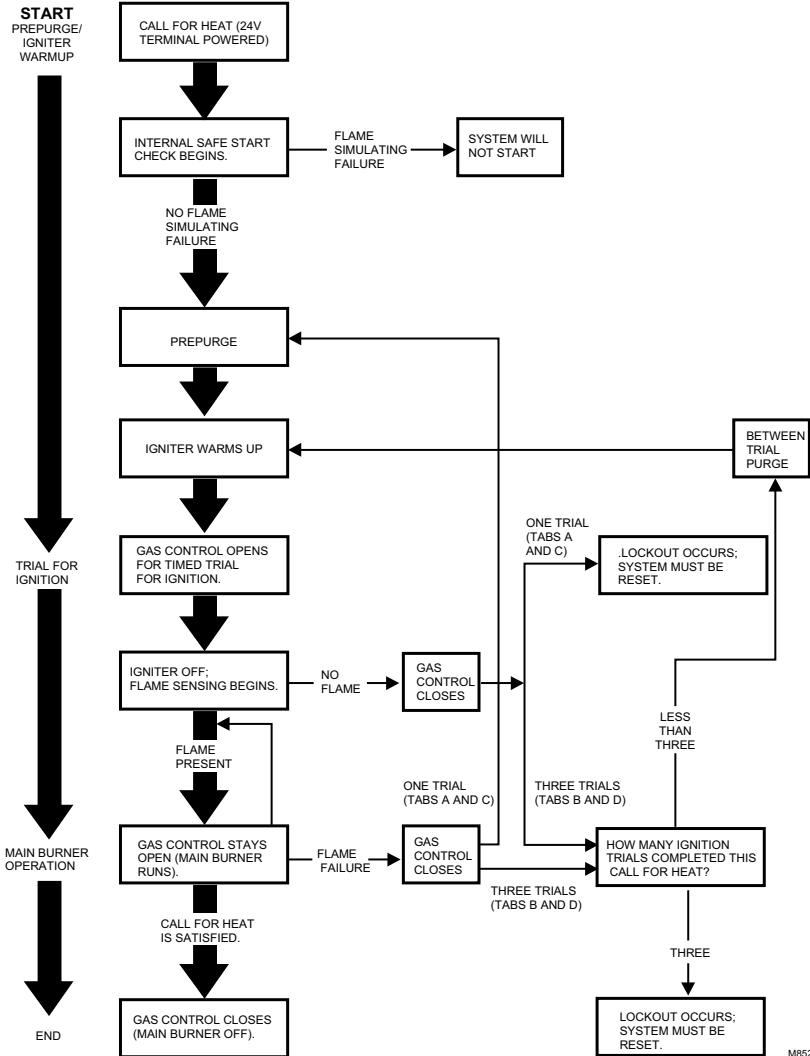 START
PREPURGE/
IGNITER
WARMUP
CALL FOR HEAT (24V
TERMINAL POWERED)
INTERNAL SAFE START
CHECK BEGINS.
FLAME
SIMULATING
FAILURE
SYSTEM WILL
NOT START
NO FLAME
SIMULATING
FAILURE
PREPURGE
IGNITER WARMS UP
BETWEEN
TRIAL
PURGE
TRIAL FOR
IGNITION
GAS CONTROL OPENS
FOR TIMED TRIAL
FOR IGNITION.
ONE TRIAL
(TABS A
AND C)
.LOCKOUT OCCURS;
SYSTEM MUST BE
RESET.
IGNITER OFF;
FLAME SENSING BEGINS.
NO
FLAME
GAS
CONTROL
CLOSES
LESS
THAN
THREE
FLAME
PRESENT
ONE TRIAL
(TABS A AND C)
THREE TRIALS
(TABS B AND D)
MAIN BURNER
OPERATION
GAS CONTROL STAYS
OPEN (MAIN BURNER
RUNS).
FLAME
FAILURE
GAS
CONTROL
CLOSES
THREE TRIALS
(TABS B AND D)
HOW MANY IGNITION
TRIALS COMPLETED THIS
CALL FOR HEAT?
CALL FOR HEAT
IS SATISFIED.
THREE
END
GAS CONTROL CLOSES
(MAIN BURNER OFF).
LOCKOUT OCCURS;
SYSTEM MUST BE
RESET.